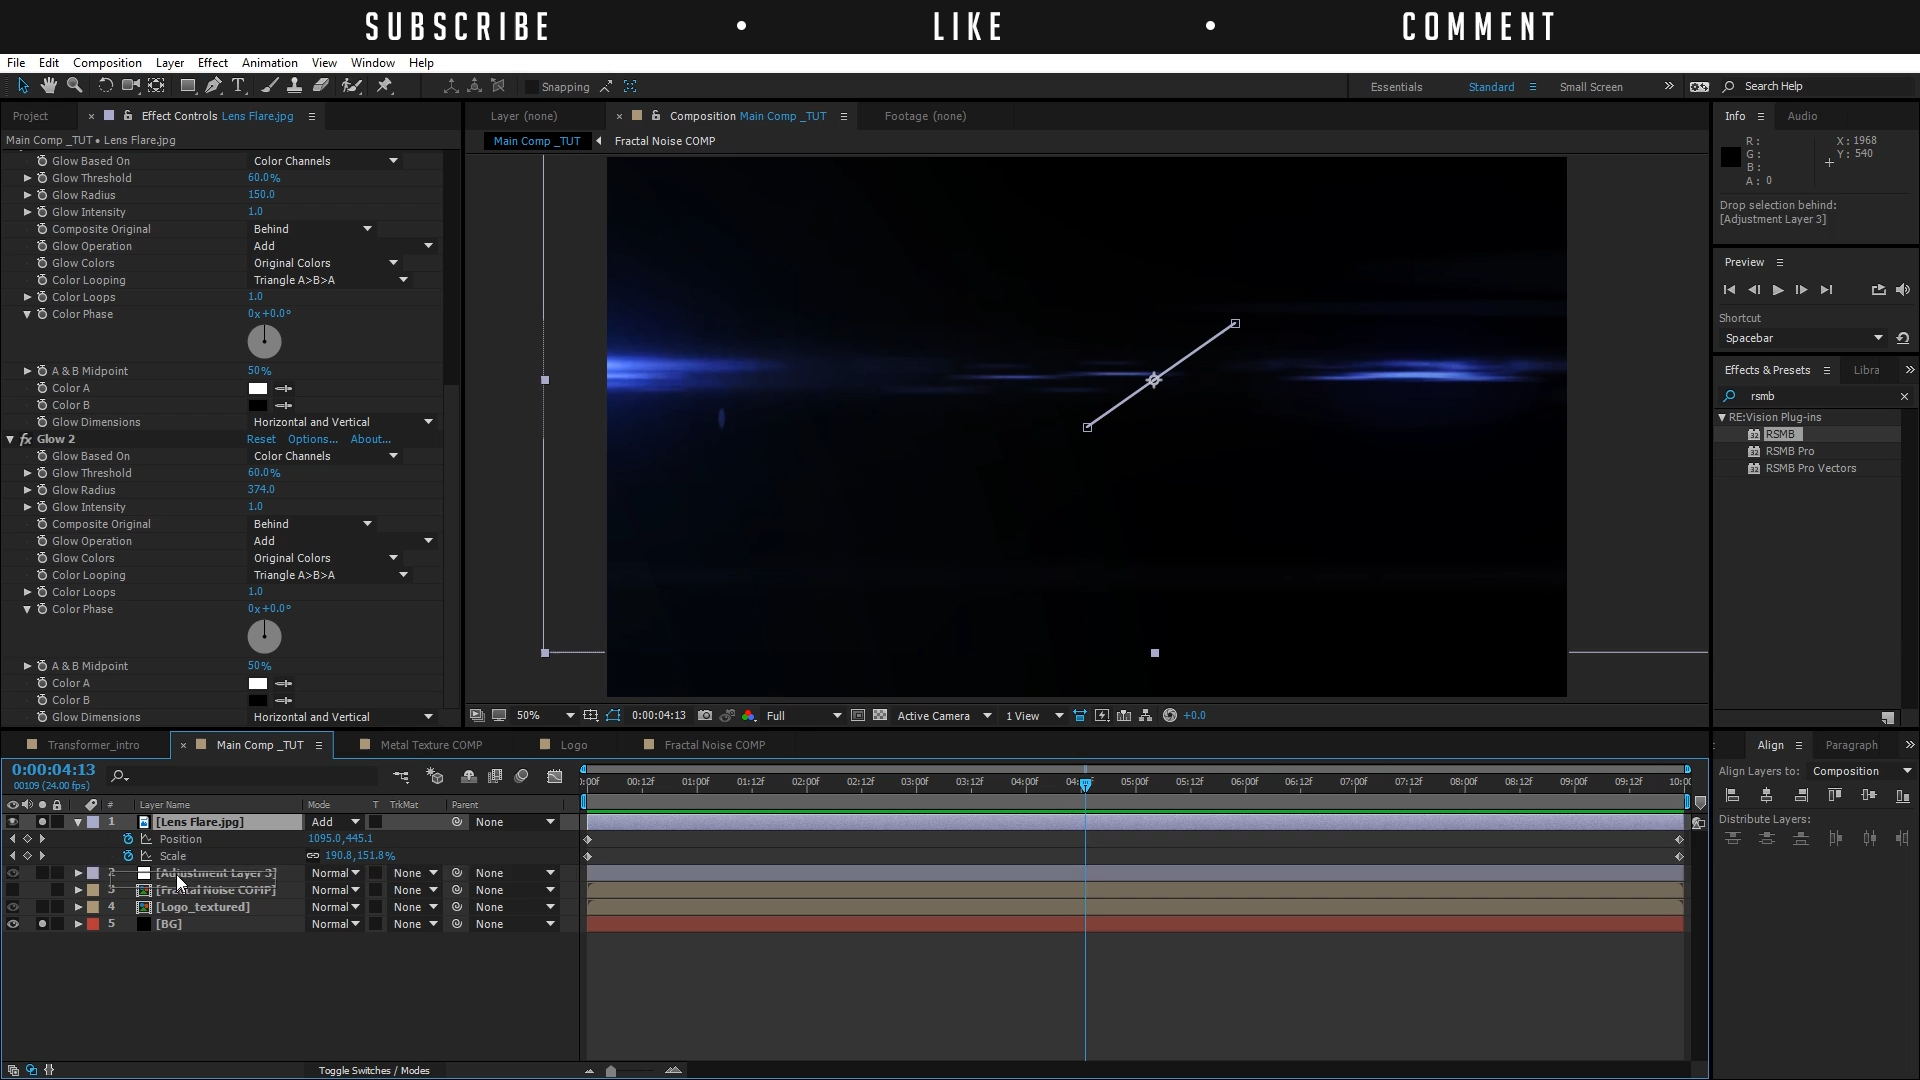 SUBSCRIBE • LIKE • COMMENT
File Edit Composition Layer Effect Animation View Window Help
Snapping Essentials Standard Small Screen Search Help
Project Effect Controls Lens Flare.jpg
Layer (none) Composition Main Comp _TUT Footage (none)
Info Audio
Main Comp _TUT • Lens Flare.jpg
Main Comp _TUT Fractal Noise COMP
R:
G:
B:
A: 0
X: 1968
Y: 540
Drop selection behind:
[Adjustment Layer 3]
Preview
Shortcut
Spacebar
Effects & Presets Libra
rsmb
RE:Vision Plug-ins
RSMB
RSMB Pro
RSMB Pro Vectors
Glow Based On Color Channels
Glow Threshold 60.0%
Glow Radius 150.0
Glow Intensity 1.0
Composite Original Behind
Glow Operation Add
Glow Colors Original Colors
Color Looping Triangle A>B>A
Color Loops 1.0
Color Phase 0x+0.0°
A & B Midpoint 50%
Color A
Color B
Glow Dimensions Horizontal and Vertical
fx Glow 2 Reset Options... About...
Glow Based On Color Channels
Glow Threshold 60.0%
Glow Radius 374.0
Glow Intensity 1.0
Composite Original Behind
Glow Operation Add
Glow Colors Original Colors
Color Looping Triangle A>B>A
Color Loops 1.0
Color Phase 0x+0.0°
A & B Midpoint 50%
Color A
Color B
Glow Dimensions Horizontal and Vertical
50% 0:00:04:13 Full Active Camera 1 View +0.0
Transformer_intro Main Comp _TUT Metal Texture COMP Logo Fractal Noise COMP
Align Paragraph
Align Layers to: Composition
Distribute Layers:
0:00:04:13
00109 (24.00 fps)
:00f 00:12f 01:00f 01:12f 02:00f 02:12f 03:00f 03:12f 04:00f 05:00f 05:12f 06:00f 06:12f 07:00f 07:12f 08:00f 08:12f 09:00f 09:12f
# Layer Name Mode T TrkMat Parent
1 [Lens Flare.jpg] Add None
Position 1095.0,445.1
Scale 190.8,151.8%
2 [Adjustment Layer 3] Normal None None
3 [Fractal Noise COMP] Normal None None
4 [Logo_textured] Normal None None
5 [BG] Normal None None
Toggle Switches / Modes